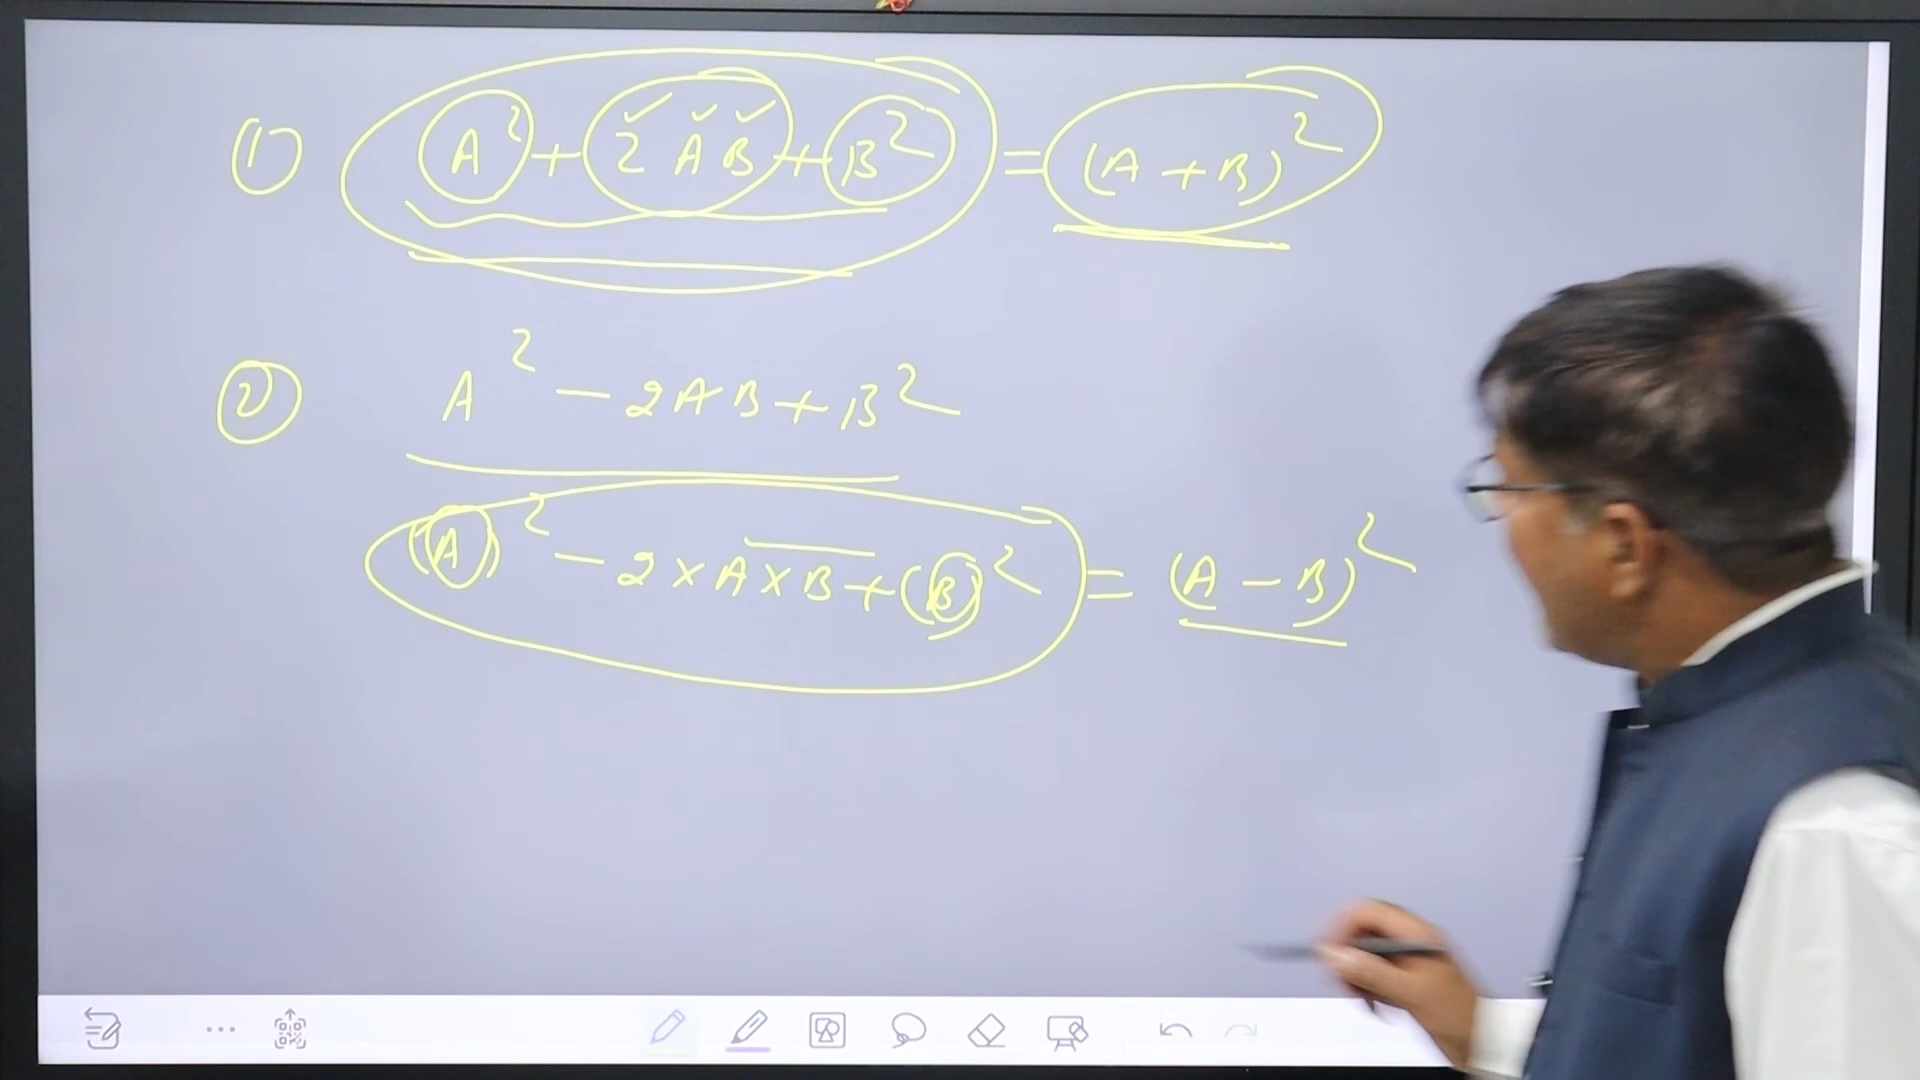 ① A² + 2AB + B² = (A + B)²
② A² - 2AB + B²
(A)² - 2 × A × B + (B)² = (A - B)²